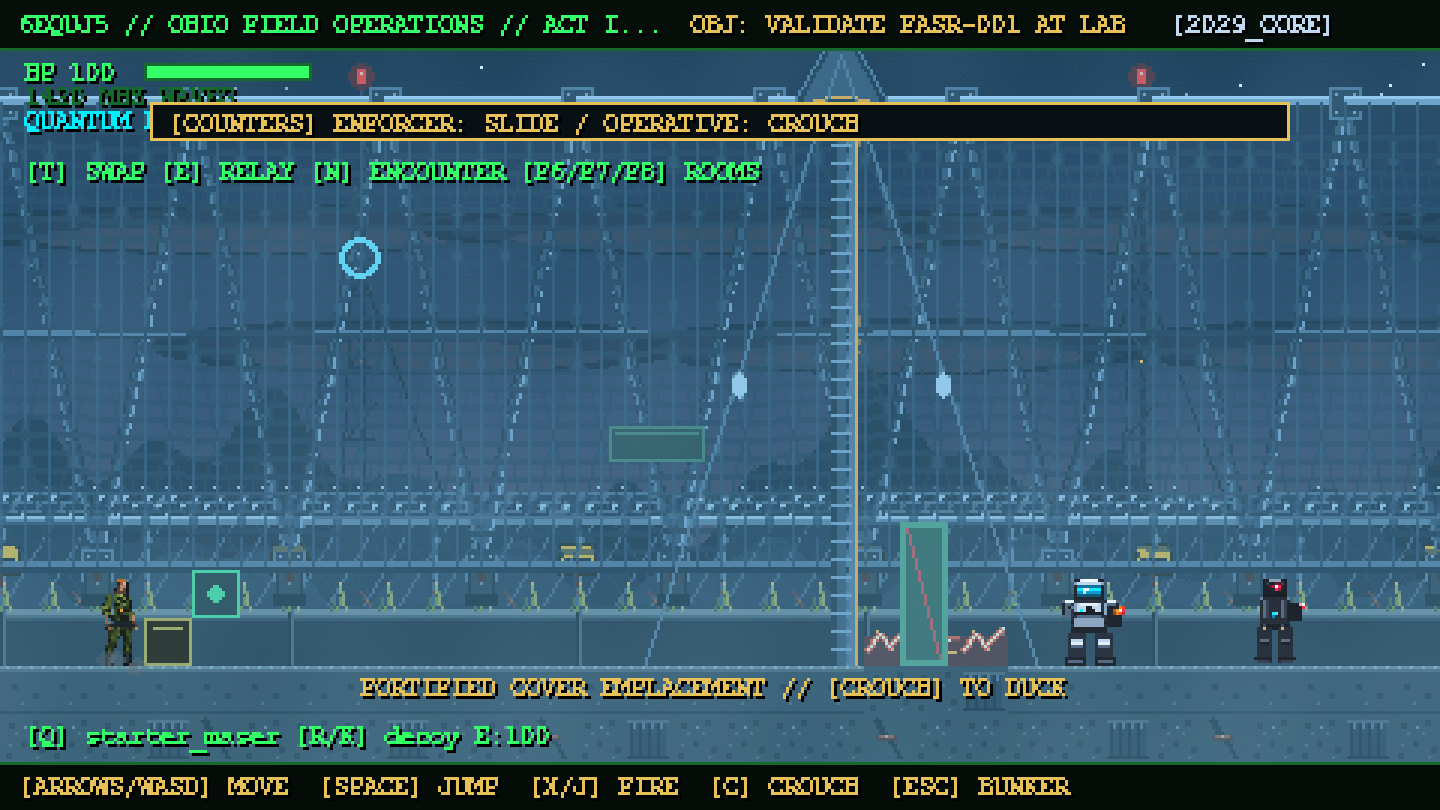 6EQUJ5 // OHIO FIELD OPERATIONS // ACT I... OBJ: VALIDATE FASR-001 AT LAB [2029_CORE]
HP 100
1420 MHZ
QUANTUM
[COUNTERS] ENFORCER: SLIDE / OPERATIVE: CROUCH
[T] SWAP [E] RELAY [N] ENCOUNTER [F6/F7/F8] ROOMS
FORTIFIED COVER EMPLACEMENT // [CROUCH] TO DUCK
[Q] starter_maser [R/K] decoy E:100
[ARROWS/WASD] MOVE [SPACE] JUMP [X/J] FIRE [C] CROUCH [ESC] BUNKER